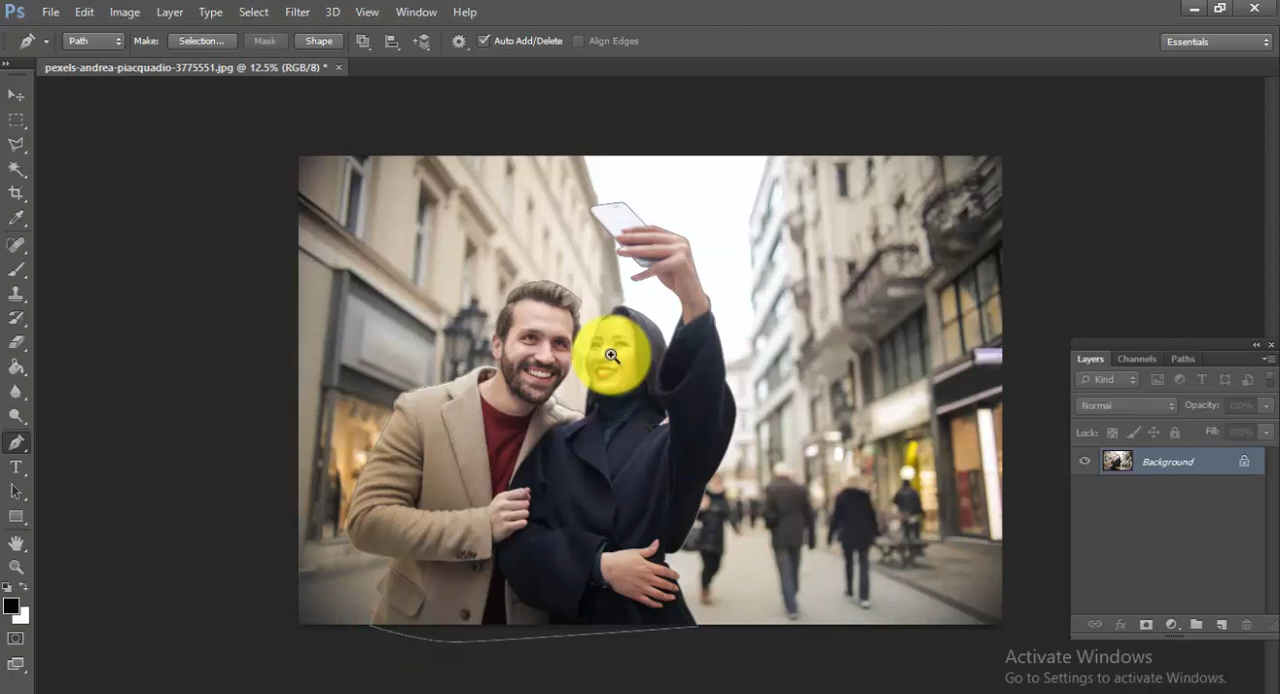 Ps File Edit Image Layer Type Select Filter 3D View Window Help
Path Make: Selection... Mask Shape Auto Add/Delete Align Edges Essentials
pexels-andrea-piacquadio-3775551.jpg @ 12.5% (RGB/8) * ×
Layers Channels Paths
Kind
Normal Opacity: 100%
Lock: Fill: 100%
Background
T
Activate Windows
Go to Settings to activate Windows.